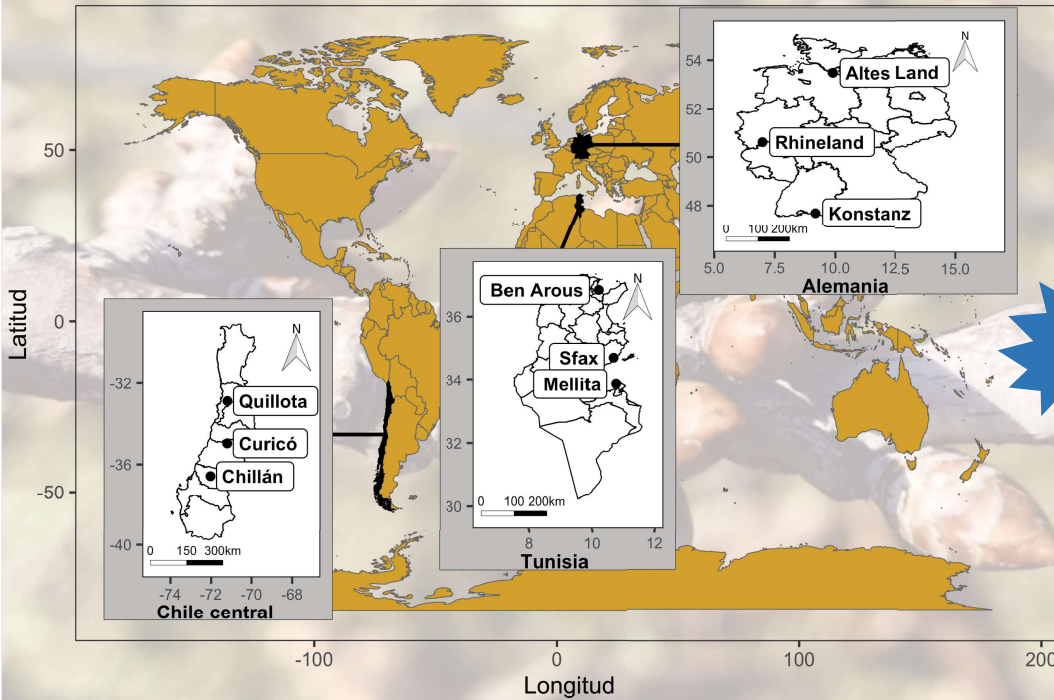 Latitud
50
0
-50
-100
0
100
200
Longitud
N
54
52
50
48
Altes Land
Rhineland
Konstanz
0 100 200km
5.0 7.5 10.0 12.5 15.0
Alemania
N
36
34
32
30
Ben Arous
Sfax
Mellita
0 100 200km
8 10 12
Tunisia
N
-32
-36
-40
Quillota
Curicó
Chillán
0 150 300km
-74 -72 -70 -68
Chile central